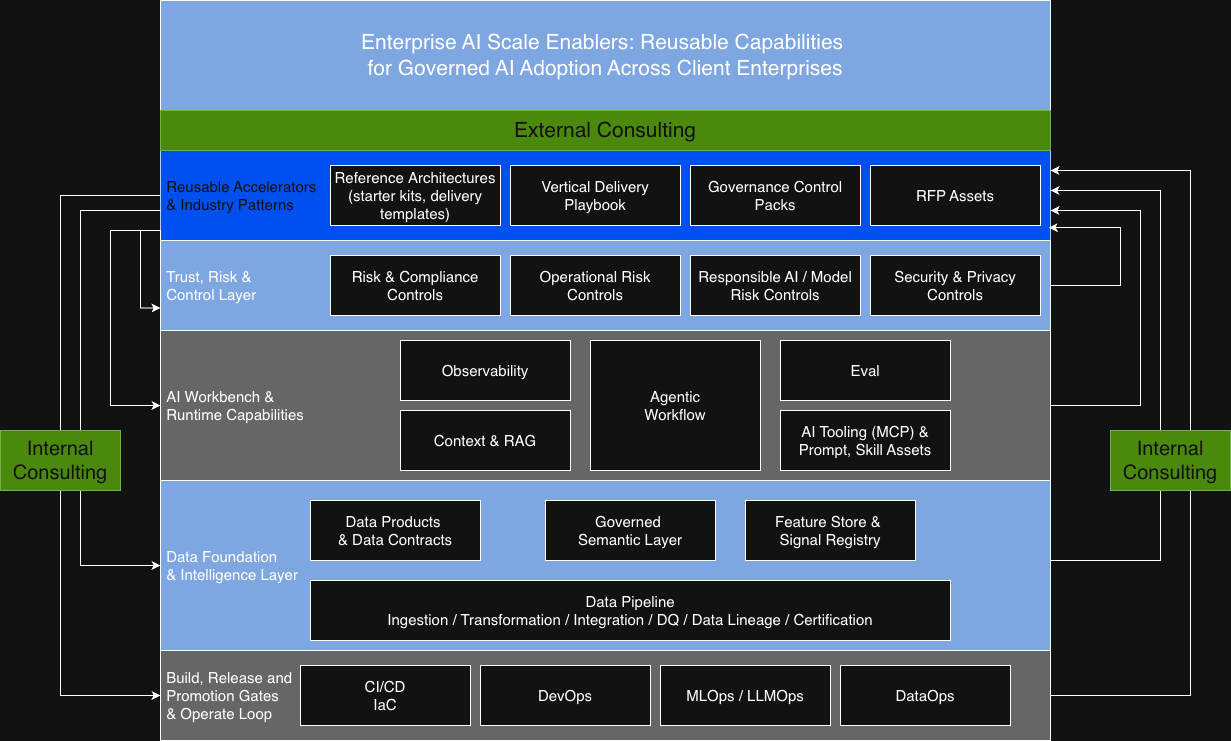 Enterprise AI Scale Enablers: Reusable Capabilities
for Governed AI Adoption Across Client Enterprises
External Consulting
Reusable Accelerators
& Industry Patterns
Reference Architectures
(starter kits, delivery
templates)
Vertical Delivery
Playbook
Governance Control
Packs
RFP Assets
Trust, Risk &
Control Layer
Risk & Compliance
Controls
Operational Risk
Controls
Responsible AI / Model
Risk Controls
Security & Privacy
Controls
AI Workbench &
Runtime Capabilities
Observability
Context & RAG
Agentic
Workflow
Eval
AI Tooling (MCP) &
Prompt, Skill Assets
Internal
Consulting
Internal
Consulting
Data Foundation
& Intelligence Layer
Data Products
& Data Contracts
Governed
Semantic Layer
Feature Store &
Signal Registry
Data Pipeline
Ingestion / Transformation / Integration / DQ / Data Lineage / Certification
Build, Release and
Promotion Gates
& Operate Loop
CI/CD
IaC
DevOps
MLOps / LLMOps
DataOps